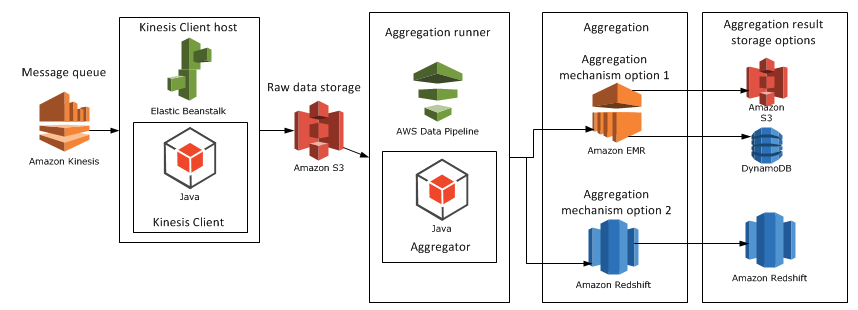 Message queue
Amazon Kinesis
Kinesis Client host
Elastic Beanstalk
Java
Kinesis Client
Raw data storage
Amazon S3
Aggregation runner
AWS Data Pipeline
Java
Aggregator
Aggregation
Aggregation
mechanism option 1
Amazon EMR
Aggregation
mechanism option 2
Amazon Redshift
Aggregation result
storage options
Amazon
S3
DynamoDB
Amazon Redshift